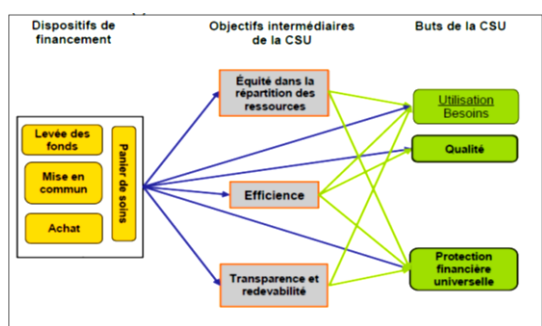 Dispositifs de
financement
Objectifs intermédiaires
de la CSU
Buts de la CSU
Équité dans la
répartition des
ressources
Utilisation
Besoins
Levée des
fonds
Mise en
commun
Achat
Panier de soins
Qualité
Efficience
Transparence et
redevabilité
Protection
financière
universelle